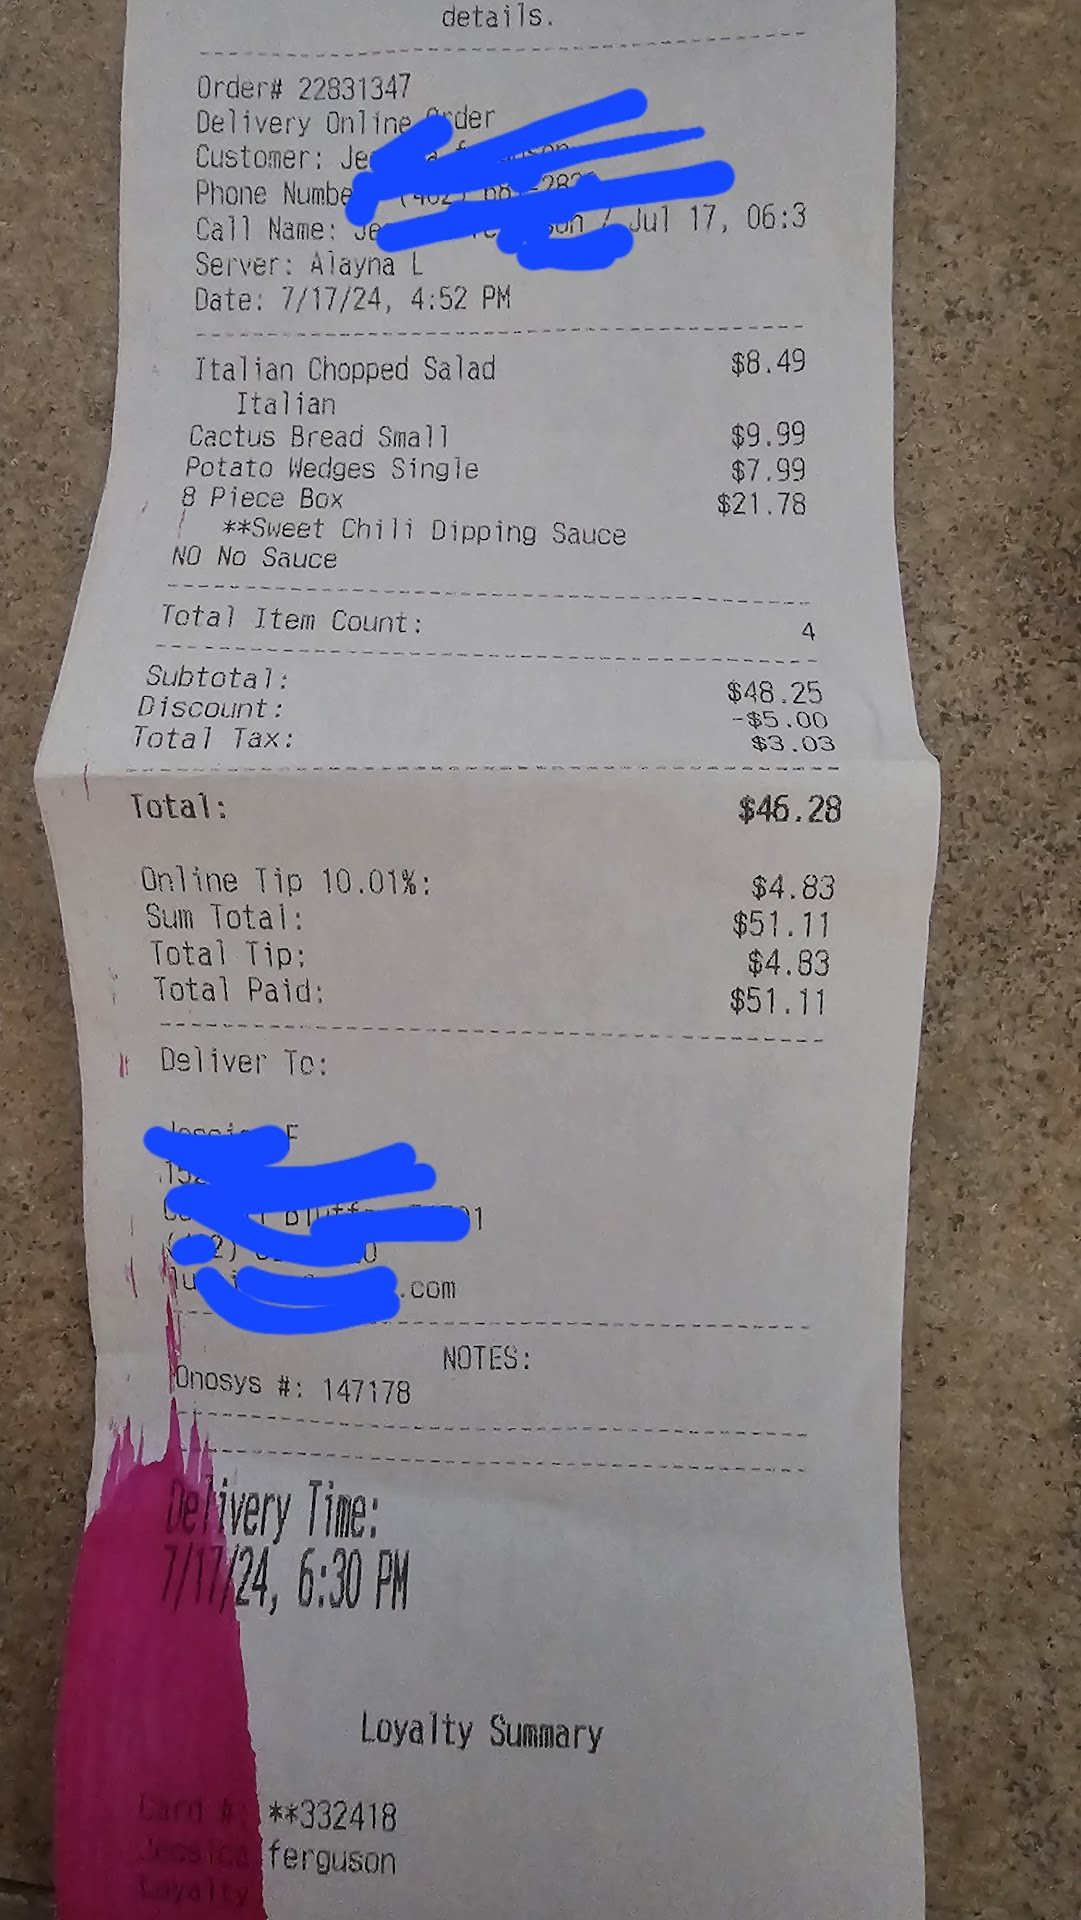 details.
Order# 22831347
Delivery Online Order
Customer:
Phone
Call Name: / Jul 17, 06:3
Server: Alayna L
Date: 7/17/24, 4:52 PM
Italian Chopped Salad $8.49
Italian
Cactus Bread Small $9.99
Potato Wedges Single $7.99
8 Piece Box $21.78
**Sweet Chili Dipping Sauce
NO No Sauce
Total Item Count: 4
Subtotal: $48.25
Discount: -$5.00
Total Tax: $3.03
Total: $46.28
Online Tip 10.01%: $4.83
Sum Total: $51.11
Total Tip: $4.83
Total Paid: $51.11
Deliver To:
.com
NOTES:
Onosys #: 147178
Delivery Time:
7/17/24, 6:30 PM
Loyalty Summary
Card #: **332418
Jessica ferguson
Loyalty